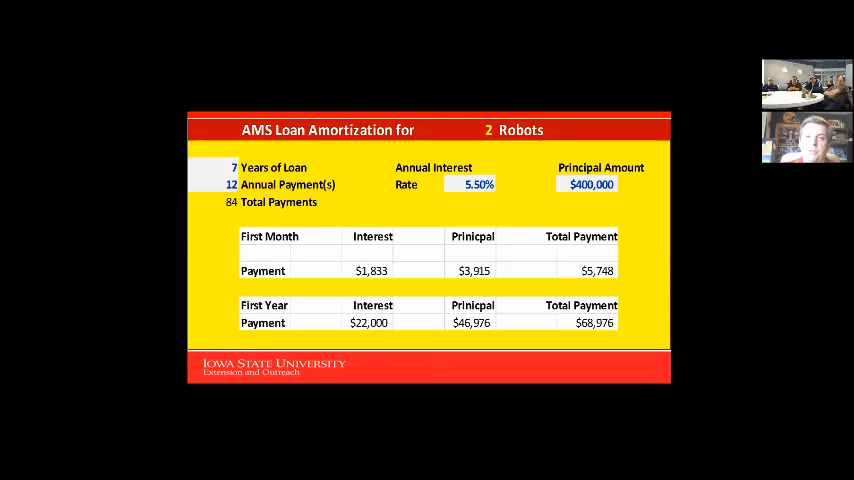 AMS Loan Amortization for 2 Robots
7 Years of Loan Annual Interest Principal Amount
12 Annual Payment(s) Rate 5.50% $400,000
84 Total Payments
First Month Interest Prinicpal Total Payment
Payment $1,833 $3,915 $5,748
First Year Interest Prinicpal Total Payment
Payment $22,000 $46,976 $68,976
IOWA STATE UNIVERSITY
Extension and Outreach